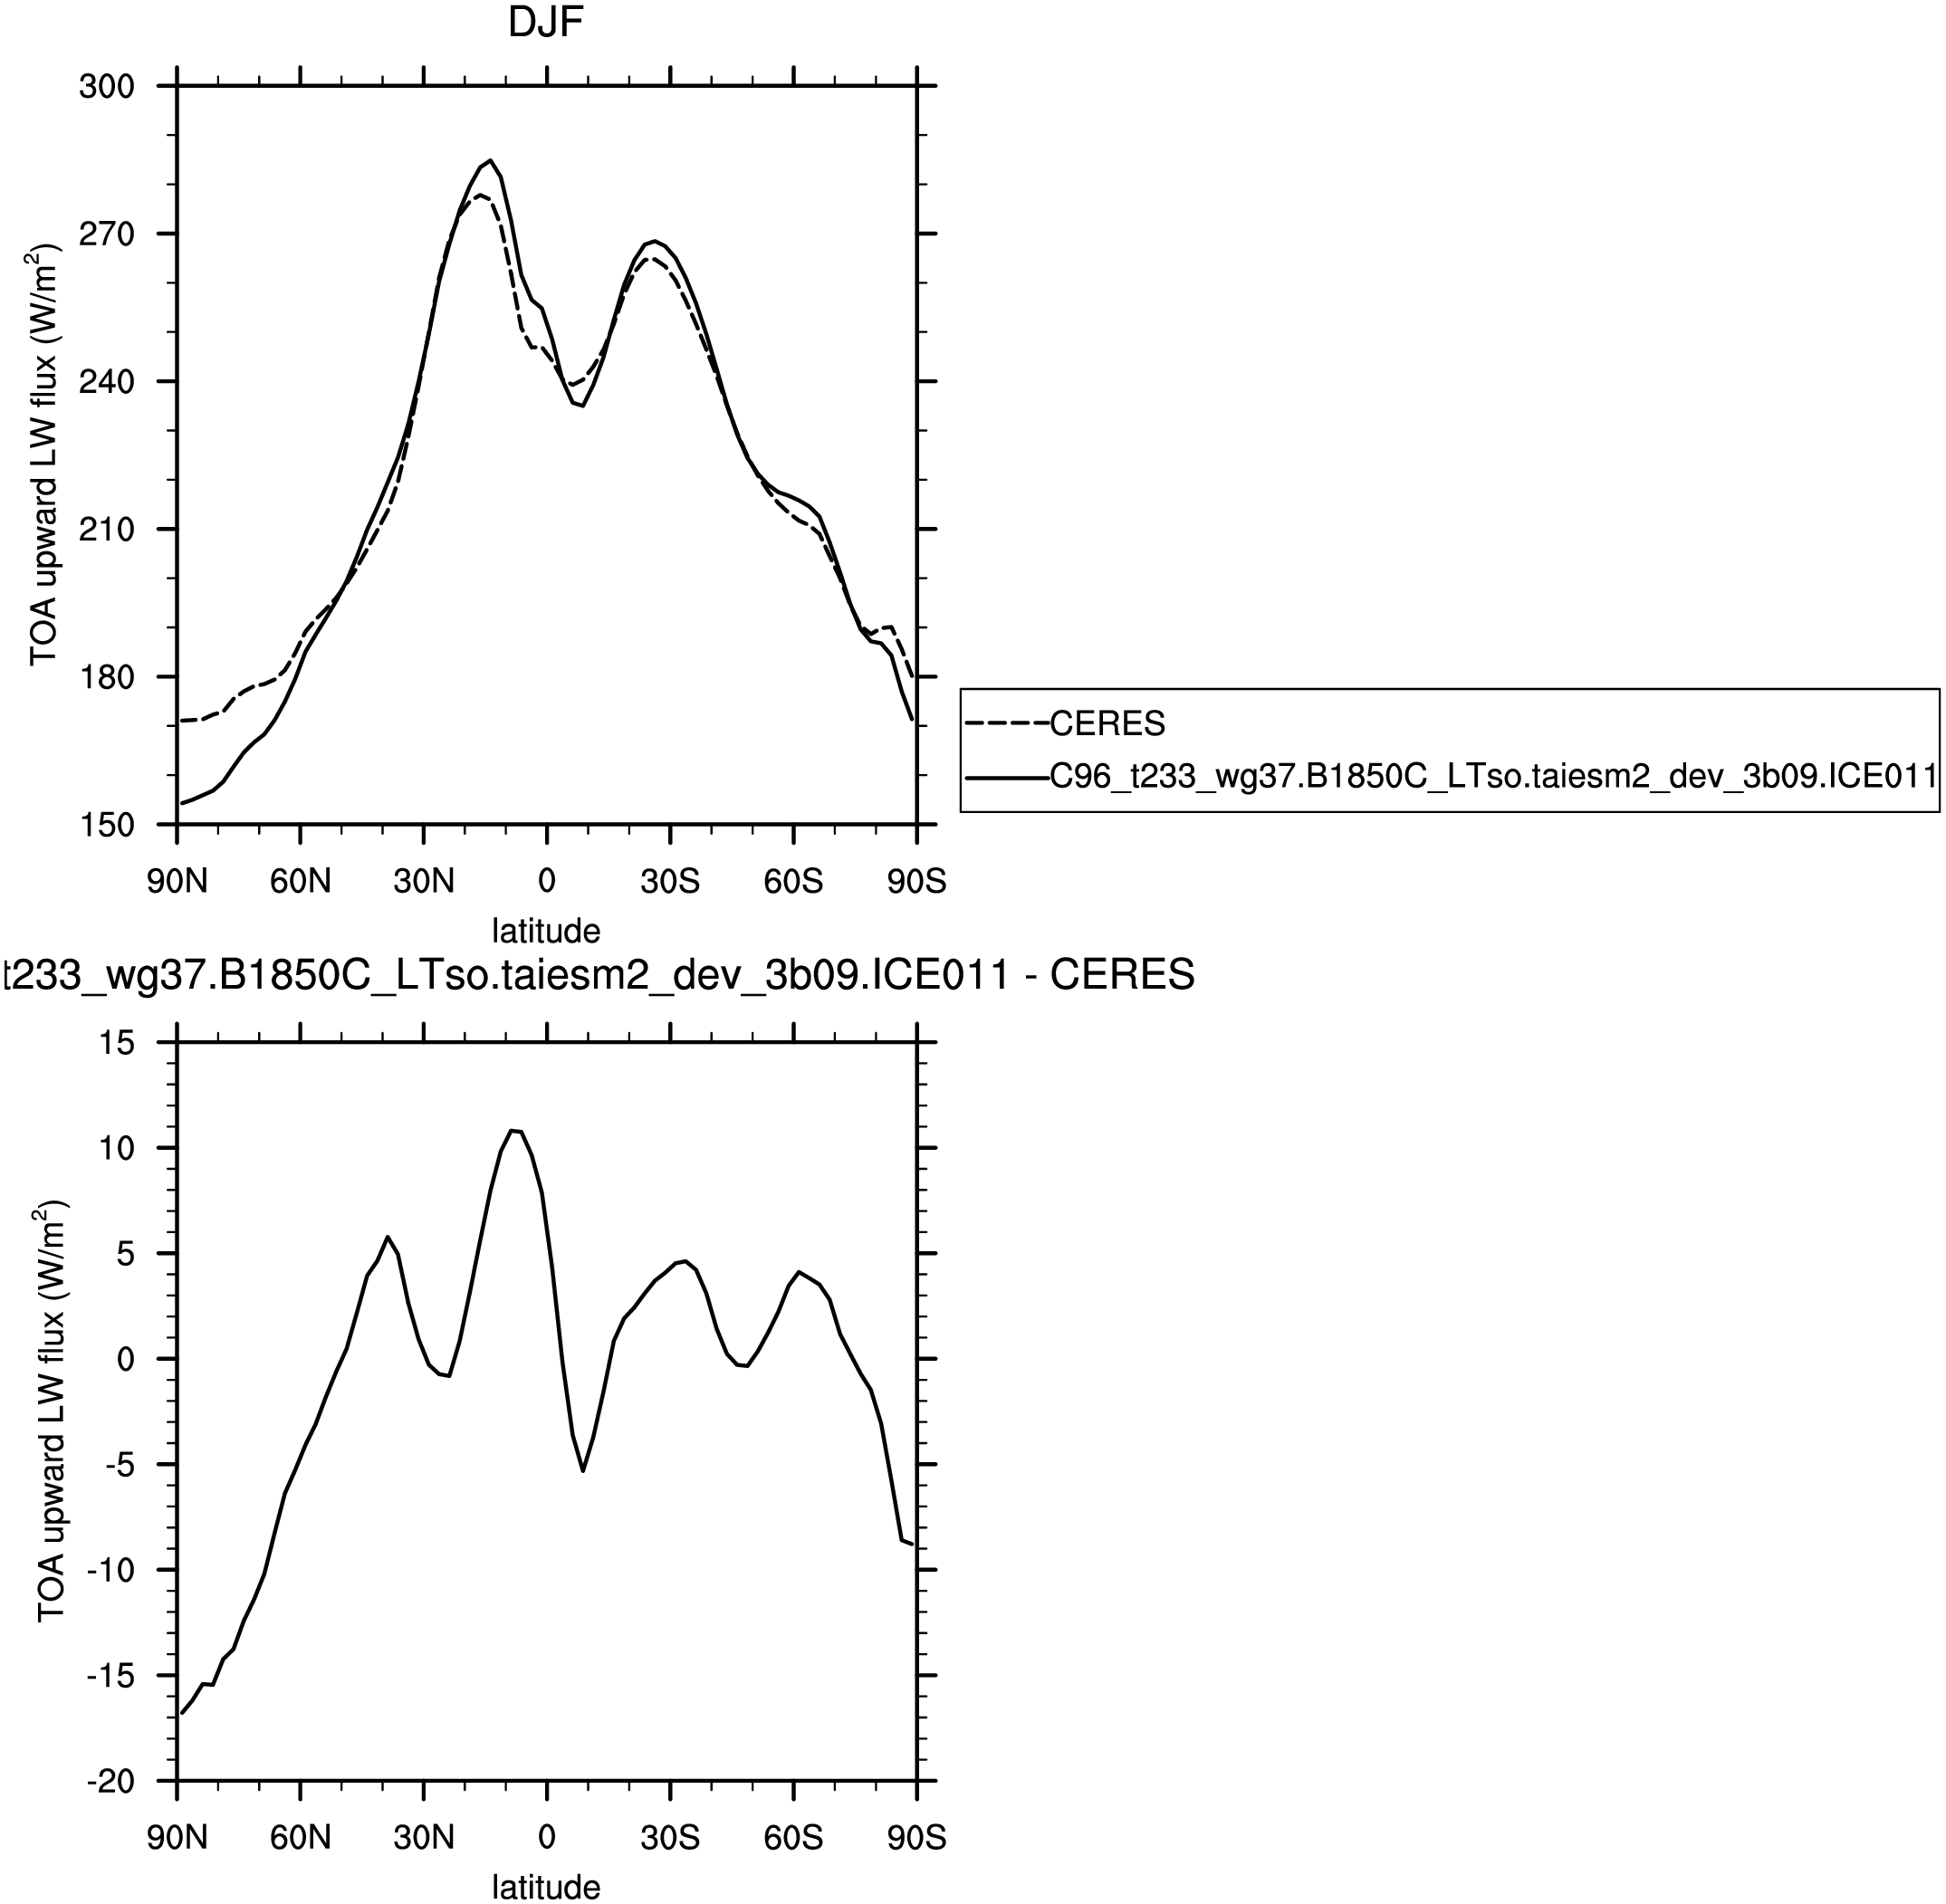 DJF
300
270
240
210
180
150
TOA upward LW flux (W/m²)
90N 60N 30N 0 30S 60S 90S
latitude
CERES
C96_t233_wg37.B1850C_LTso.taiesm2_dev_3b09.ICE011
t233_wg37.B1850C_LTso.taiesm2_dev_3b09.ICE011 - CERES
15
10
5
0
-5
-10
-15
-20
TOA upward LW flux (W/m²)
90N 60N 30N 0 30S 60S 90S
latitude